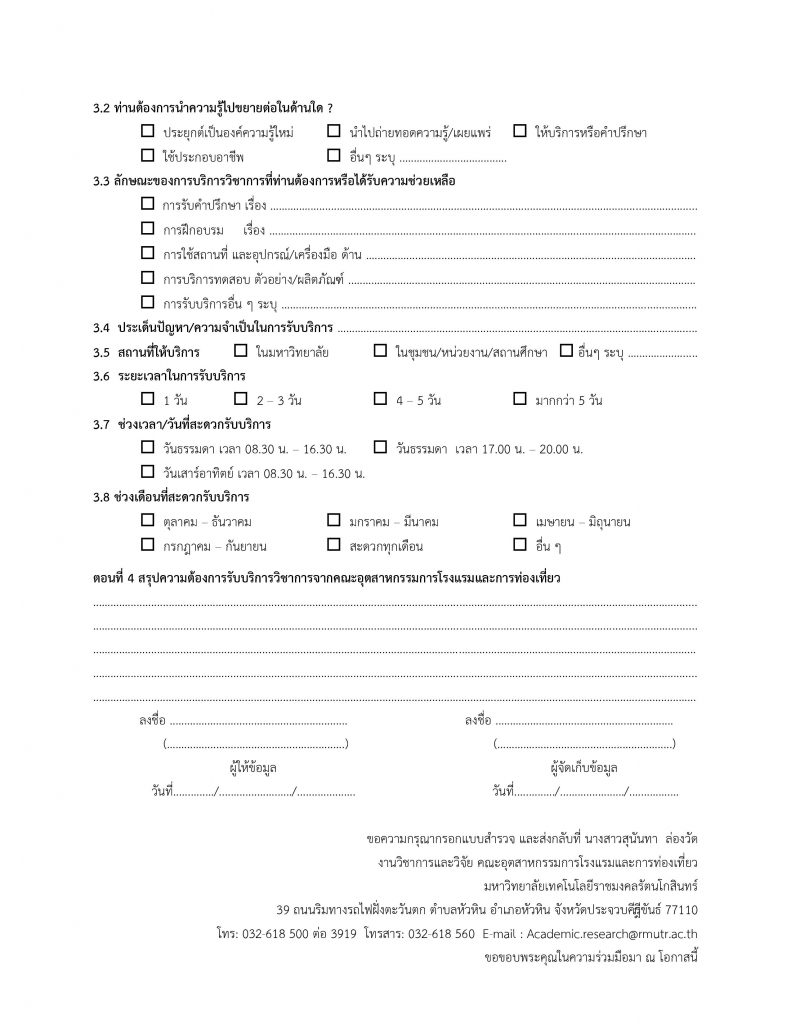 3.2 ท่านต้องการนำความรู้ไปขยายต่อในด้านใด ?
☐ ประยุกต์เป็นองค์ความรู้ใหม่ ☐ นำไปถ่ายทอดความรู้/เผยแพร่ ☐ ให้บริการหรือคำปรึกษา
☐ ใช้ประกอบอาชีพ ☐ อื่นๆ ระบุ .....................................
3.3 ลักษณะของการบริการวิชาการที่ท่านต้องการหรือได้รับความช่วยเหลือ
☐ การรับคำปรึกษา เรื่อง ..........................................................
☐ การฝึกอบรม เรื่อง ..........................................................
☐ การใช้สถานที่ และอุปกรณ์/เครื่องมือ ด้าน ..........................................................
☐ การบริการทดสอบ ตัวอย่าง/ผลิตภัณฑ์ ..........................................................
☐ การรับบริการอื่น ๆ ระบุ ..........................................................
3.4 ประเด็นปัญหา/ความจำเป็นในการรับบริการ ..........................................................
3.5 สถานที่ให้บริการ ☐ ในมหาวิทยาลัย ☐ ในชุมชน/หน่วยงาน/สถานศึกษา ☐ อื่นๆ ระบุ ........................
3.6 ระยะเวลาในการรับบริการ
☐ 1 วัน ☐ 2 – 3 วัน ☐ 4 – 5 วัน ☐ มากกว่า 5 วัน
3.7 ช่วงเวลา/วันที่สะดวกรับบริการ
☐ วันธรรมดา เวลา 08.30 น. – 16.30 น. ☐ วันธรรมดา เวลา 17.00 น. – 20.00 น.
☐ วันเสาร์อาทิตย์ เวลา 08.30 น. – 16.30 น.
3.8 ช่วงเดือนที่สะดวกรับบริการ
☐ ตุลาคม – ธันวาคม ☐ มกราคม – มีนาคม ☐ เมษายน – มิถุนายน
☐ กรกฎาคม – กันยายน ☐ สะดวกทุกเดือน ☐ อื่น ๆ
ตอนที่ 4 สรุปความต้องการรับบริการวิชาการจากคณะอุตสาหกรรมการโรงแรมและการท่องเที่ยว
..........................................................
..........................................................
..........................................................
..........................................................
..........................................................
ลงชื่อ ............................................................. ลงชื่อ .............................................................
(.............................................................) (.............................................................)
ผู้ให้ข้อมูล ผู้จัดเก็บข้อมูล
วันที่............../........................./.................... วันที่............../......................./.................
ขอความกรุณากรอกแบบสำรวจ และส่งกลับที่ นางสาวสุนันทา ล่องวัด
งานวิชาการและวิจัย คณะอุตสาหกรรมการโรงแรมและการท่องเที่ยว
มหาวิทยาลัยเทคโนโลยีราชมงคลรัตนโกสินทร์
39 ถนนริมทางรถไฟฝั่งตะวันตก ตำบลหัวหิน อำเภอหัวหิน จังหวัดประจวบคีรีขันธ์ 77110
โทร: 032-618 500 ต่อ 3919 โทรสาร: 032-618 560 E-mail : Academic.research@rmutr.ac.th
ขอขอบพระคุณในความร่วมมือมา ณ โอกาสนี้